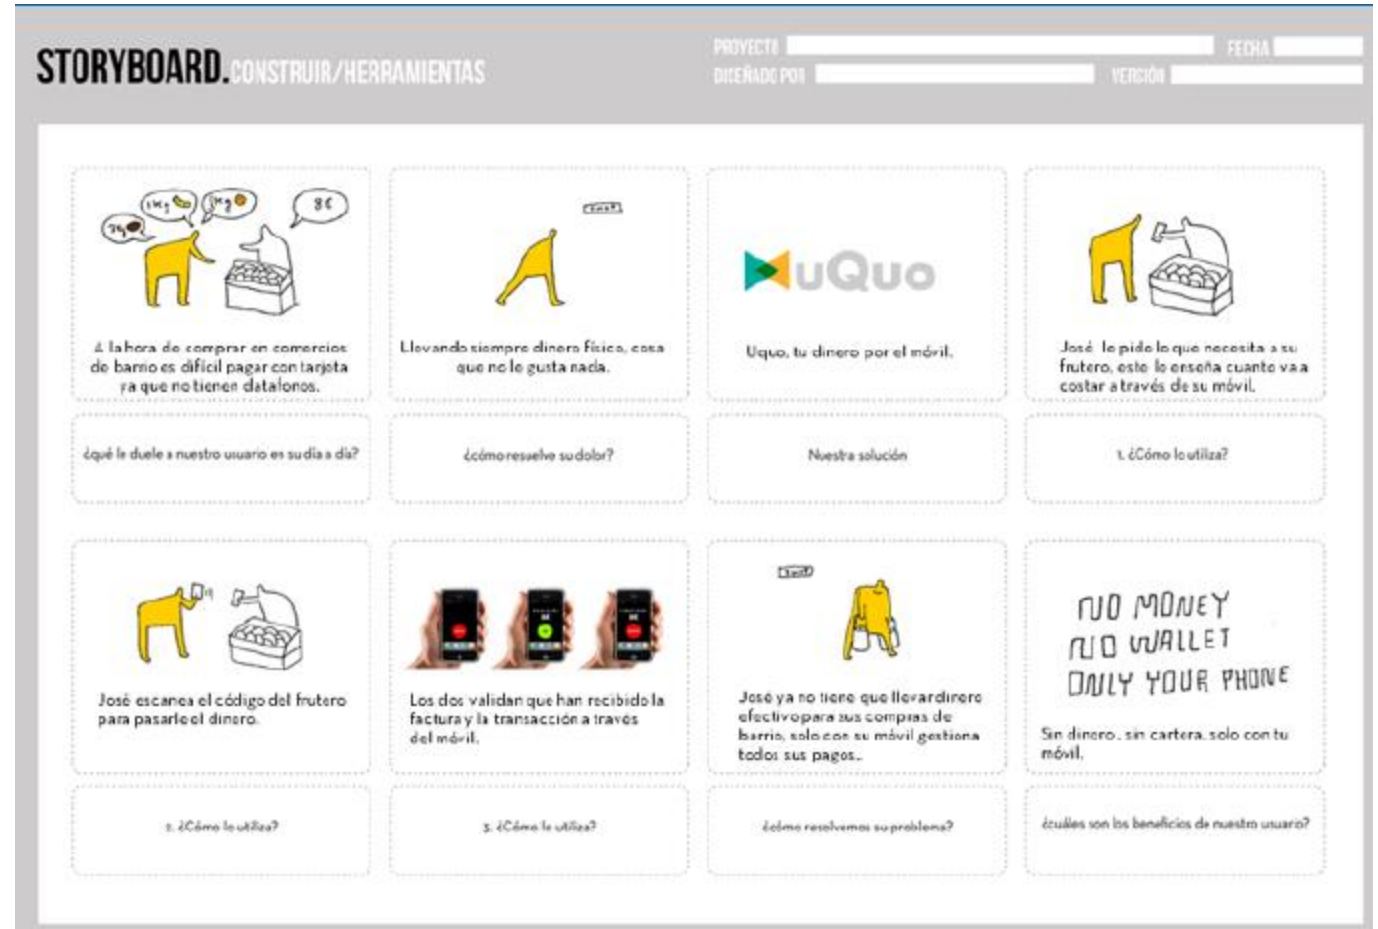 STORYBOARD.CONSTRUIR/HERRAMIENTAS
PROYECTO
FECHA
DISEÑADO POR
VERSIÓN
1Kg
Kg
8€
A la hora de comprar en comercios
de barrio es difícil pagar con tarjeta
ya que no tienen datafonos.
Llevando siempre dinero físico, cosa
que no le gusta nada.
uQuo
Uquo, tu dinero por el móvil.
José le pide lo que necesita a su
frutero, este le enseña cuanto va a
costar a través de su móvil.
¿qué le duele a nuestro usuario es su día a día?
¿cómo resuelve su dolor?
Nuestra solución
1. ¿Cómo lo utiliza?
José escanea el código del frutero
para pasarle el dinero.
Los dos validan que han recibido la
factura y la transacción a través
del móvil.
José ya no tiene que llevar dinero
efectivo para sus compras de
barrio, solo con su móvil gestiona
todos sus pagos..
NO MONEY
NO WALLET
ONLY YOUR PHONE
Sin dinero, sin cartera, solo con tu
móvil.
2. ¿Cómo lo utiliza?
3. ¿Cómo lo utiliza?
¿cómo resolvemos su problema?
¿cuáles son los beneficios de nuestro usuario?